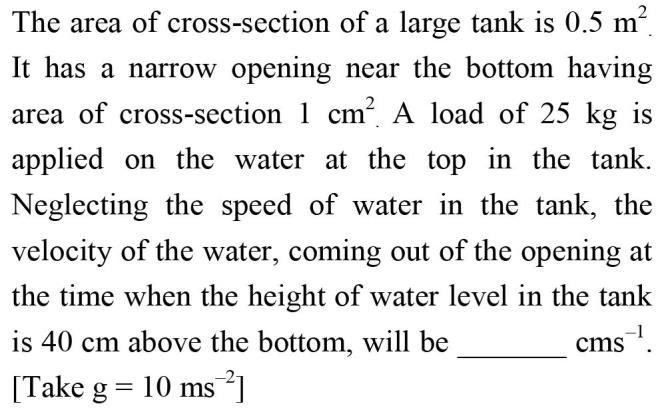 The area of cross-section of a large tank is 0.5 m².
It has a narrow opening near the bottom having
area of cross-section 1 cm². A load of 25 kg is
applied on the water at the top in the tank.
Neglecting the speed of water in the tank, the
velocity of the water, coming out of the opening at
the time when the height of water level in the tank
is 40 cm above the bottom, will be ________ cms⁻¹.
[Take g = 10 ms⁻²]